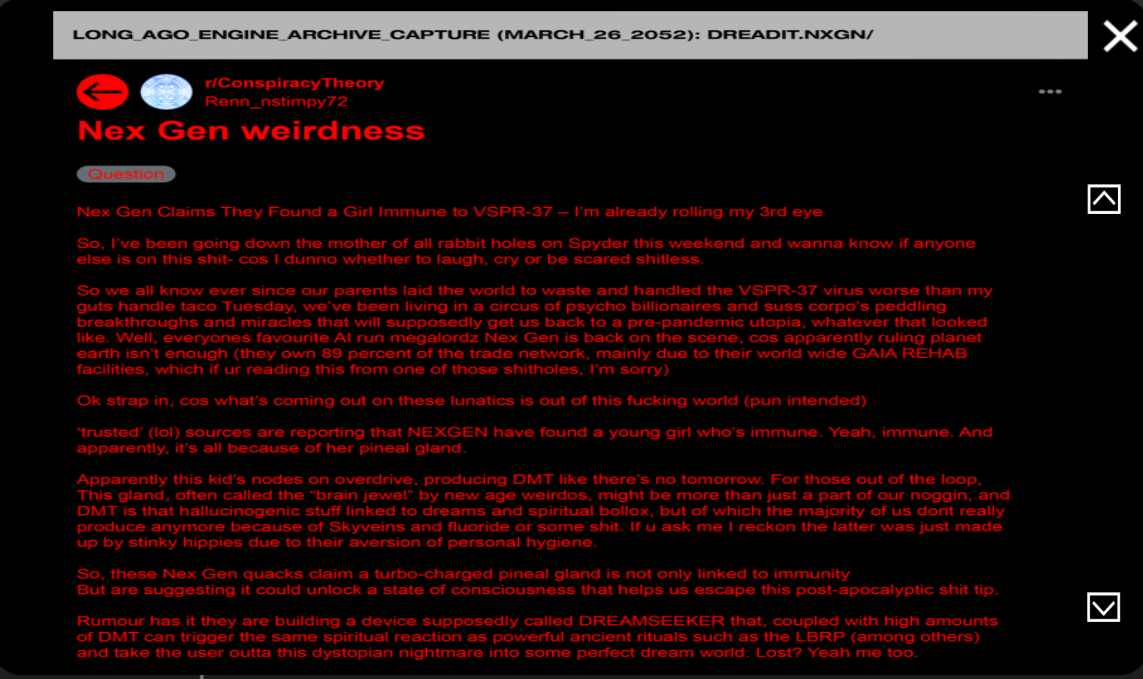 LONG_AGO_ENGINE_ARCHIVE_CAPTURE (MARCH_26_2052): DREADIT.NXGN/
r/ConspiracyTheory
Renn_nstimpy72
Nex Gen weirdness
Question
Nex Gen Claims They Found a Girl Immune to VSPR-37 – I'm already rolling my 3rd eye
So, I've been going down the mother of all rabbit holes on Spyder this weekend and wanna know if anyone
else is on this shit- cos I dunno whether to laugh, cry or be scared shitless.
So we all know ever since our parents laid the world to waste and handled the VSPR-37 virus worse than my
guts handle taco Tuesday, we've been living in a circus of psycho billionaires and suss corpo's peddling
breakthroughs and miracles that will supposedly get us back to a pre-pandemic utopia, whatever that looked
like. Well, everyones favourite AI run megalordz Nex Gen is back on the scene, cos apparently ruling planet
earth isn't enough (they own 89 percent of the trade network, mainly due to their world wide GAIA REHAB
facilities, which if ur reading this from one of those shitholes, I'm sorry)
Ok strap in, cos what's coming out on these lunatics is out of this fucking world (pun intended)
'trusted' (lol) sources are reporting that NEXGEN have found a young girl who's immune. Yeah, immune. And
apparently, it's all because of her pineal gland.
Apparently this kid's nodes on overdrive, producing DMT like there's no tomorrow. For those out of the loop,
This gland, often called the "brain jewel" by new age weirdos, might be more than just a part of our noggin, and
DMT is that hallucinogenic stuff linked to dreams and spiritual bollox, but of which the majority of us dont really
produce anymore because of Skyveins and fluoride or some shit. If u ask me I reckon the latter was just made
up by stinky hippies due to their aversion of personal hygiene.
So, these Nex Gen quacks claim a turbo-charged pineal gland is not only linked to immunity
But are suggesting it could unlock a state of consciousness that helps us escape this post-apocalyptic shit tip.
Rumour has it they are building a device supposedly called DREAMSEEKER that, coupled with high amounts
of DMT can trigger the same spiritual reaction as powerful ancient rituals such as the LBRP (among others)
and take the user outta this dystopian nightmare into some perfect dream world. Lost? Yeah me too.